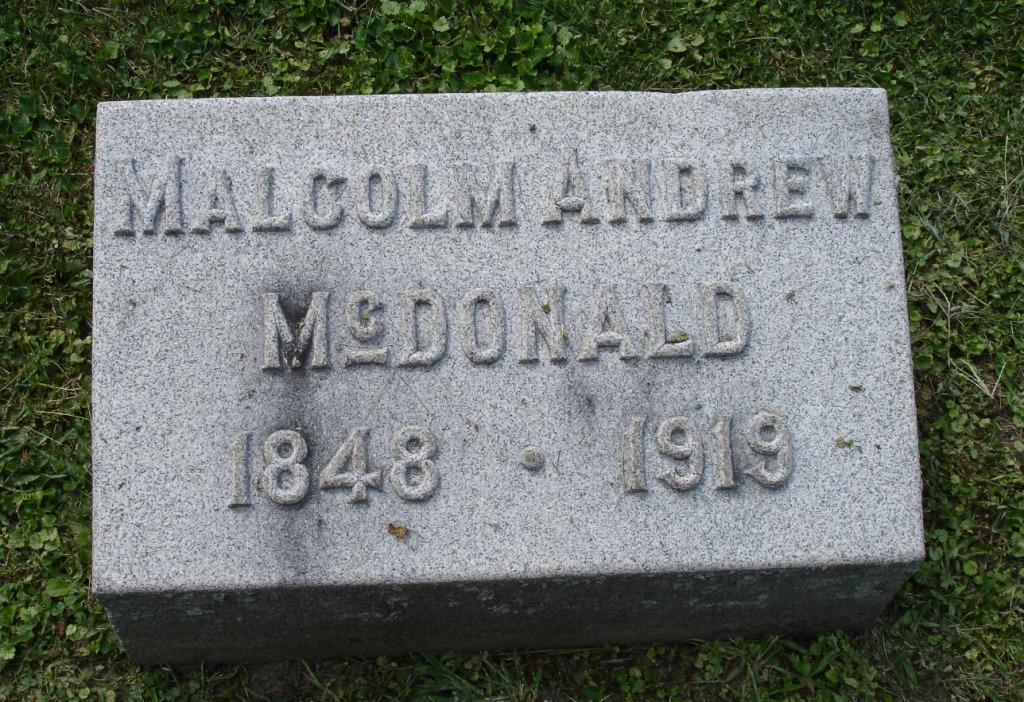 MALCOLM ANDREW
McDONALD
1848 · 1919